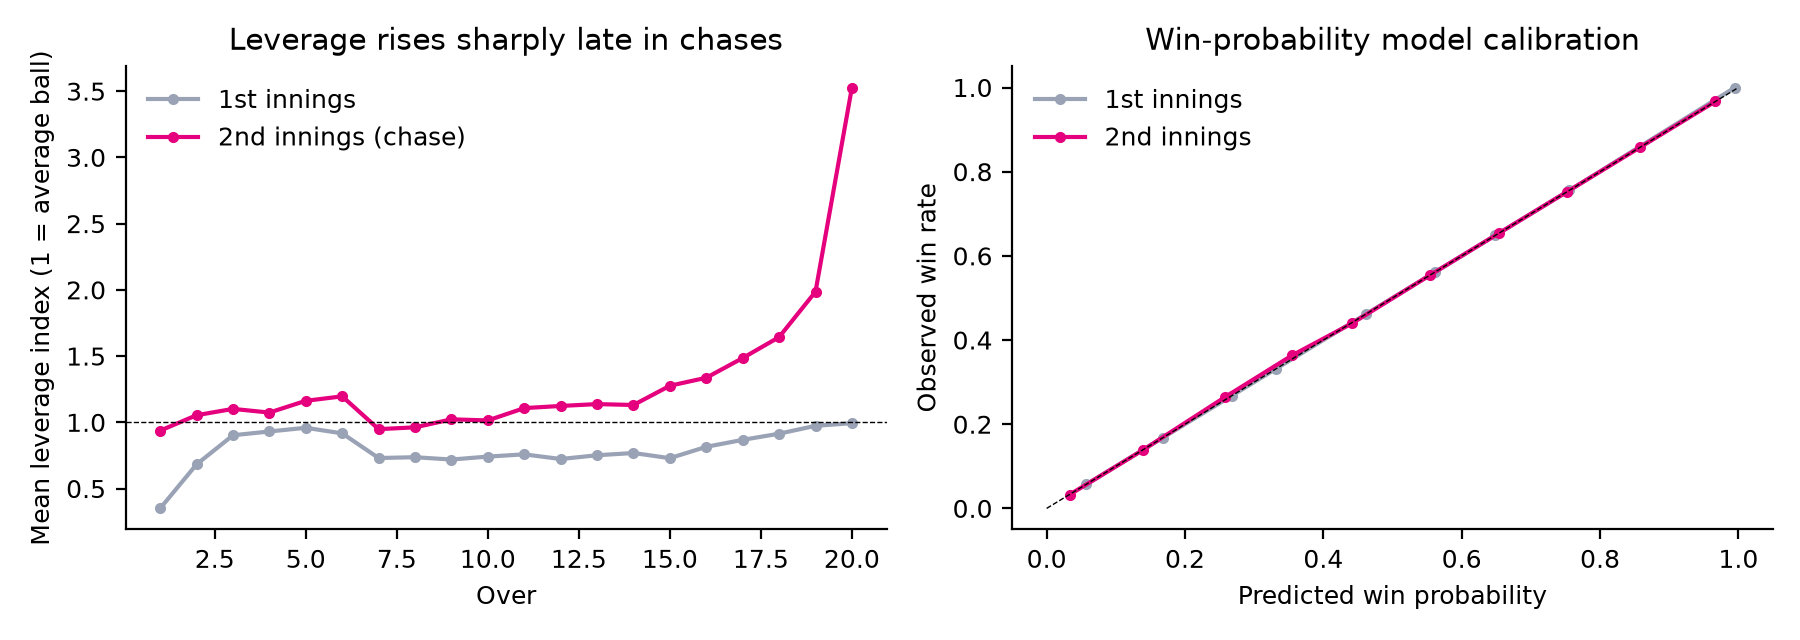 Leverage rises sharply late in chases
Mean leverage index (1 = average ball)
3.5
3.0
2.5
2.0
1.5
1.0
0.5
1st innings
2nd innings (chase)
2.5 5.0 7.5 10.0 12.5 15.0 17.5 20.0
Over
Win-probability model calibration
Observed win rate
1.0
0.8
0.6
0.4
0.2
0.0
1st innings
2nd innings
0.0 0.2 0.4 0.6 0.8 1.0
Predicted win probability